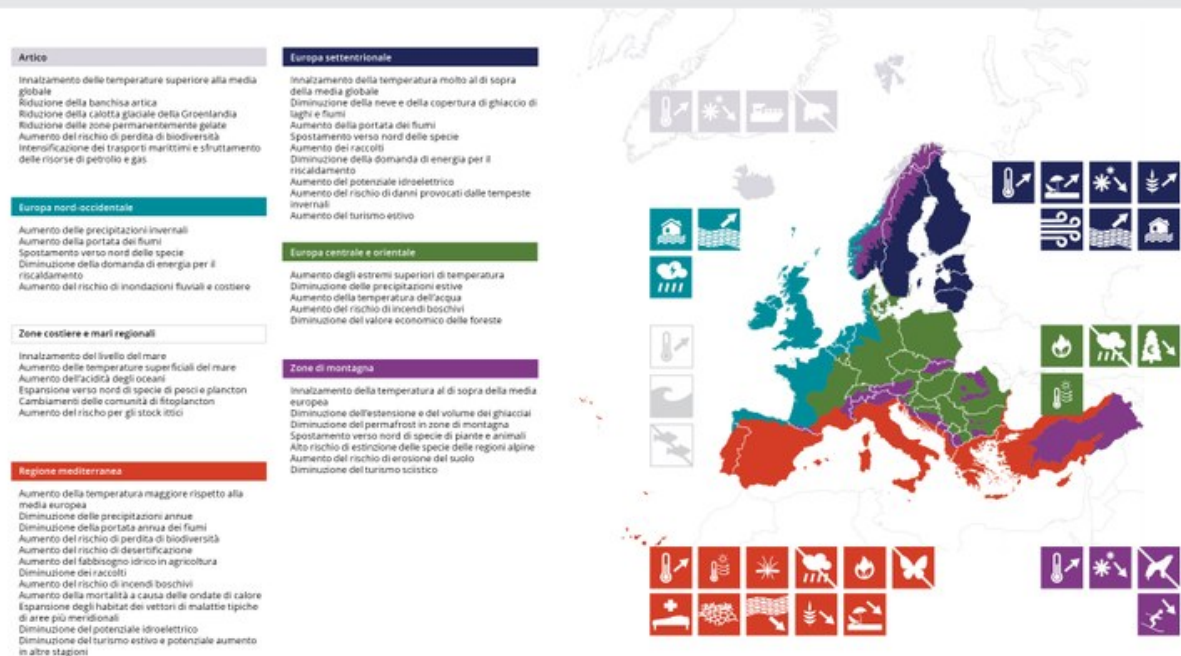 Artico
Innalzamento delle temperature superiore alla media
globale
Riduzione della banchisa artica
Riduzione della calotta glaciale della Groenlandia
Riduzione delle zone permanentemente gelate
Aumento del rischio di perdita di biodiversità
Intensificazione dei trasporti marittimi e sfruttamento
delle risorse di petrolio e gas
Europa nord-occidentale
Aumento delle precipitazioni invernali
Aumento della portata dei fiumi
Spostamento verso nord delle specie
Diminuzione della domanda di energia per il
riscaldamento
Aumento del rischio di inondazioni fluviali e costiere
Zone costiere e mari regionali
Innalzamento del livello del mare
Aumento delle temperature superficiali del mare
Aumento dell'acidità degli oceani
Espansione verso nord di specie di pesci e plancton
Cambiamenti delle comunità di fitoplancton
Aumento del rischo per gli stock ittici
Regione mediterranea
Aumento della temperatura maggiore rispetto alla
media europea
Diminuzione delle precipitazioni annue
Diminuzione della portata annua dei fiumi
Aumento del rischio di perdita di biodiversità
Aumento del rischio di desertificazione
Aumento del fabbisogno idrico in agricoltura
Diminuzione dei raccolti
Aumento del rischio di incendi boschivi
Aumento della mortalità a causa delle ondate di calore
Espansione degli habitat dei vettori di malattie tipiche
di aree più meridionali
Diminuzione del potenziale idroelettrico
Diminuzione del turismo estivo e potenziale aumento
in altre stagioni
Europa settentrionale
Innalzamento della temperatura molto al di sopra
della media globale
Diminuzione della neve e della copertura di ghiaccio di
laghi e fiumi
Aumento della portata dei fiumi
Spostamento verso nord delle specie
Aumento dei raccolti
Diminuzione della domanda di energia per il
riscaldamento
Aumento del potenziale idroelettrico
Aumento del rischio di danni provocati dalle tempeste
invernali
Aumento del turismo estivo
Europa centrale e orientale
Aumento degli estremi superiori di temperatura
Diminuzione delle precipitazioni estive
Aumento della temperatura dell'acqua
Aumento del rischio di incendi boschivi
Diminuzione del valore economico delle foreste
Zone di montagna
Innalzamento della temperatura al di sopra della media
europea
Diminuzione dell'estensione e del volume dei ghiacciai
Diminuzione del permafrost in zone di montagna
Spostamento verso nord di specie di piante e animali
Alto rischio di estinzione delle specie delle regioni alpine
Aumento del rischio di erosione del suolo
Diminuzione del turismo sciistico